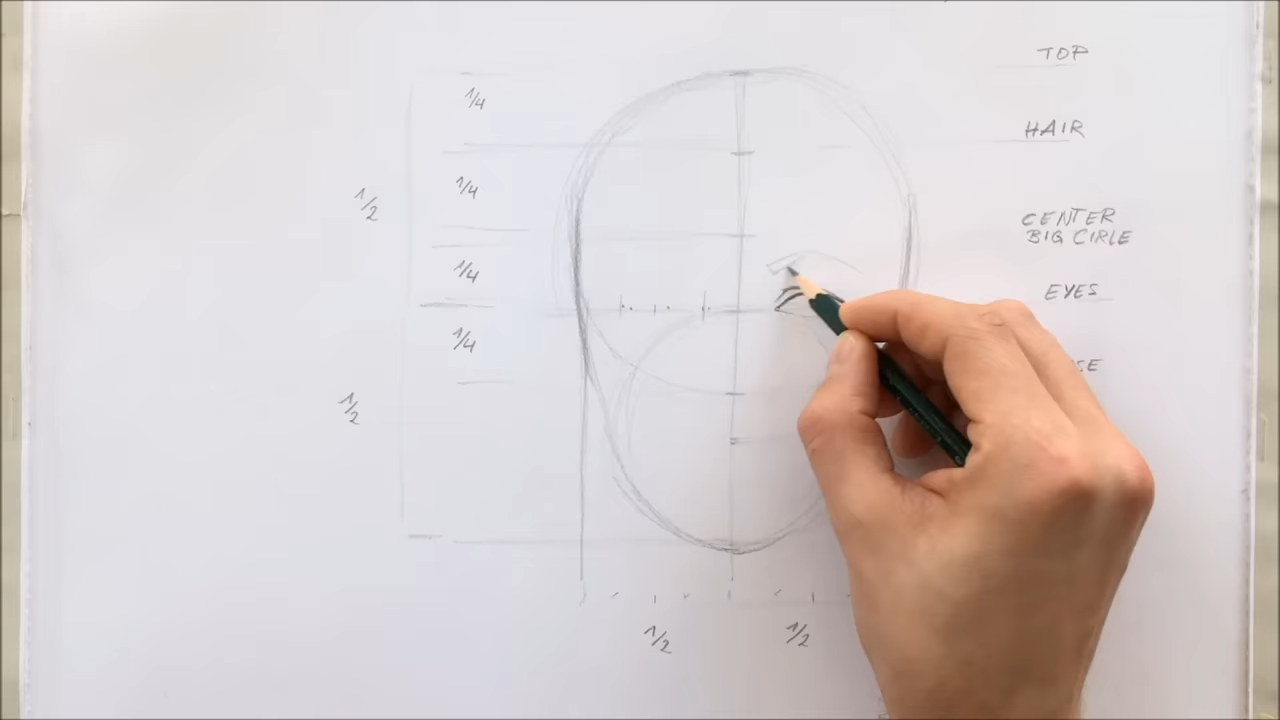 TOP
1/4
HAIR
1/4
1/2
CENTER
BIG CIRLE
1/4
EYES
1/4
1/2
1/2
1/2